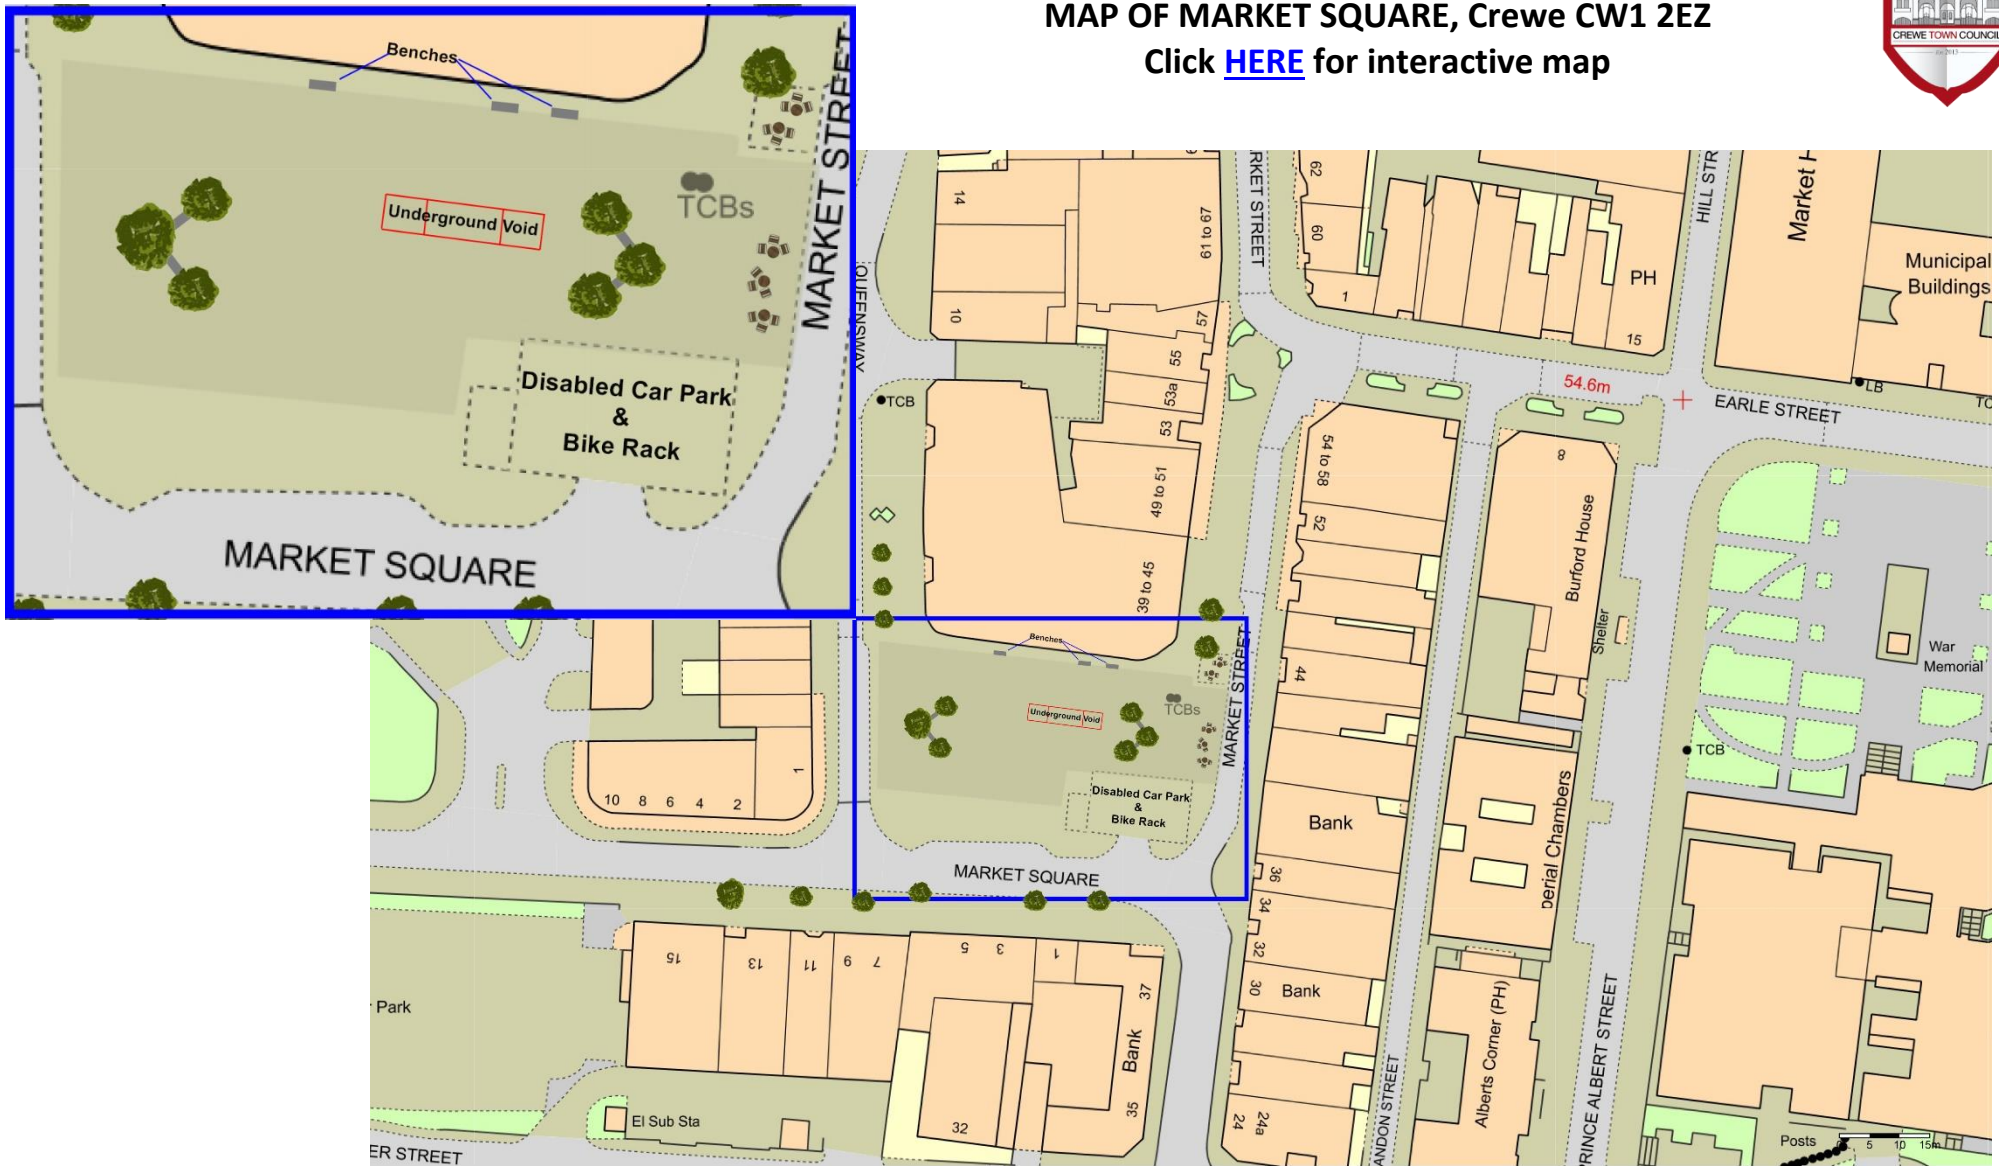 MAP OF MARKET SQUARE, Crewe CW1 2EZ
Click HERE for interactive map
CREWE TOWN COUNCIL
Benches
MARKET STREET
TCBs
Underground Void
Disabled Car Park
&
Bike Rack
MARKET SQUARE
QUEENSWAY
TCB
14
10
61 to 67
57
55
53a
53
49 to 51
39 to 45
RKET STREET
62
60
1
PH
15
HILL STR
Market H
Municipal
Buildings
54.6m
LB
TC
EARLE STREET
54 to 58
52
44
8
Burford House
Shelter
War
Memorial
TCB
Benches
MARKET STREET
TCBs
Underground Void
Disabled Car Park
&
Bike Rack
MARKET SQUARE
1
10 8 6 4 2
Bank
36
34
32
30
Bank
24
24a
perial Chambers
Alberts Corner (PH)
PRINCE ALBERT STREET
ANDON STREET
15 13 11 9 7 5 3 1
37
Bank
35
32
Park
El Sub Sta
ER STREET
Posts
5 10 15m